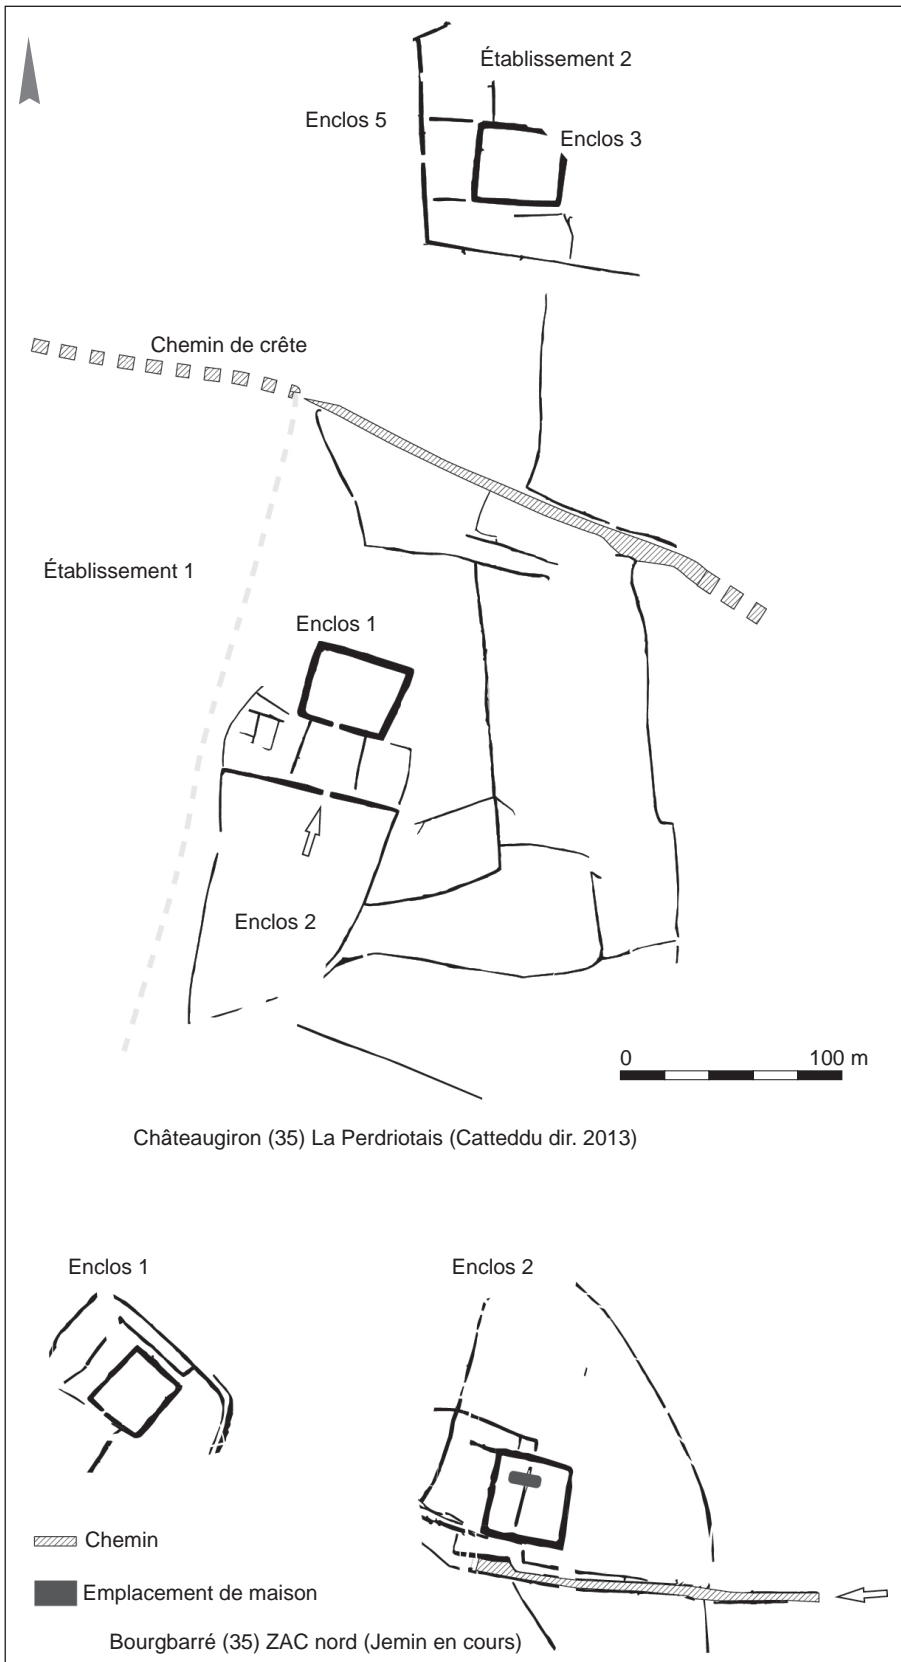 Établissement 2
Enclos 5
Enclos 3
Chemin de crête
Établissement 1
Enclos 1
Enclos 2
0 100 m
Châteaugiron (35) La Perdriotais (Catteddu dir. 2013)
Enclos 1 Enclos 2
Chemin
Emplacement de maison
Bourgbarré (35) ZAC nord (Jemin en cours)